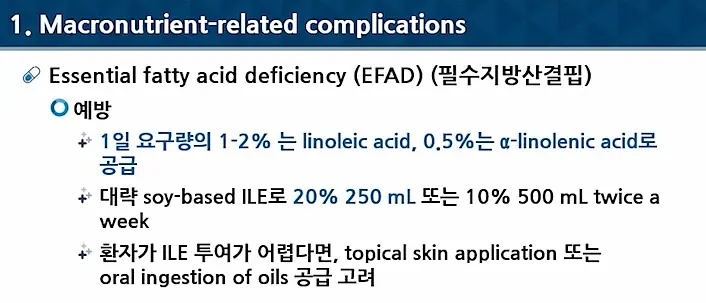 1. Macronutrient-related complications
Essential fatty acid deficiency (EFAD) (필수지방산결핍)
예방
1일 요구량의 1-2% 는 linoleic acid, 0.5%는 α-linolenic acid로
공급
대략 soy-based ILE로 20% 250 mL 또는 10% 500 mL twice a
week
환자가 ILE 투여가 어렵다면, topical skin application 또는
oral ingestion of oils 공급 고려